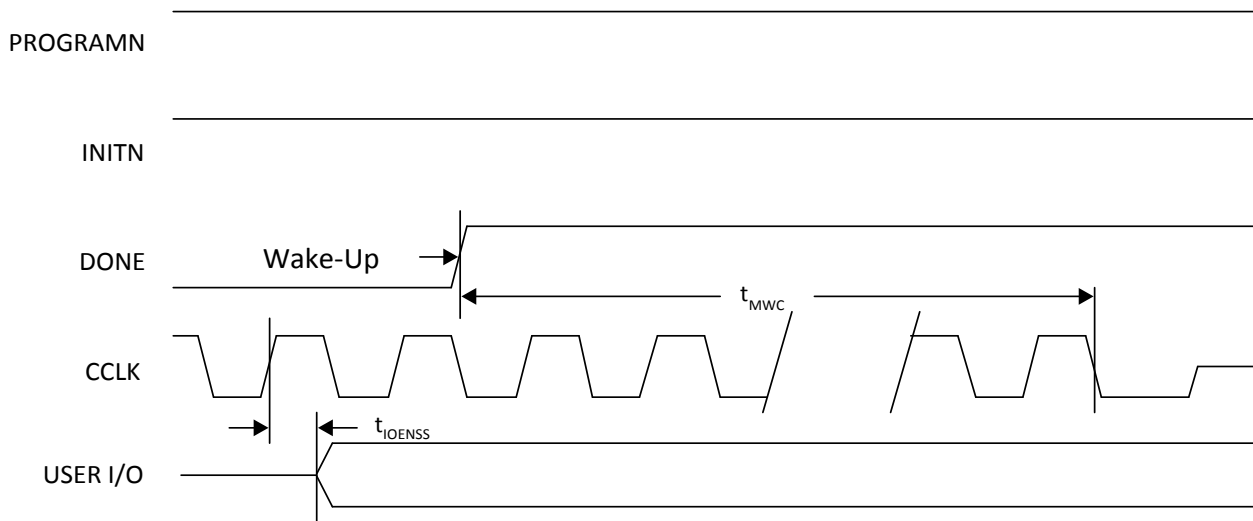 PROGRAMN
INITN
DONE
Wake-Up
tMWC
CCLK
tIOENSS
USER I/O